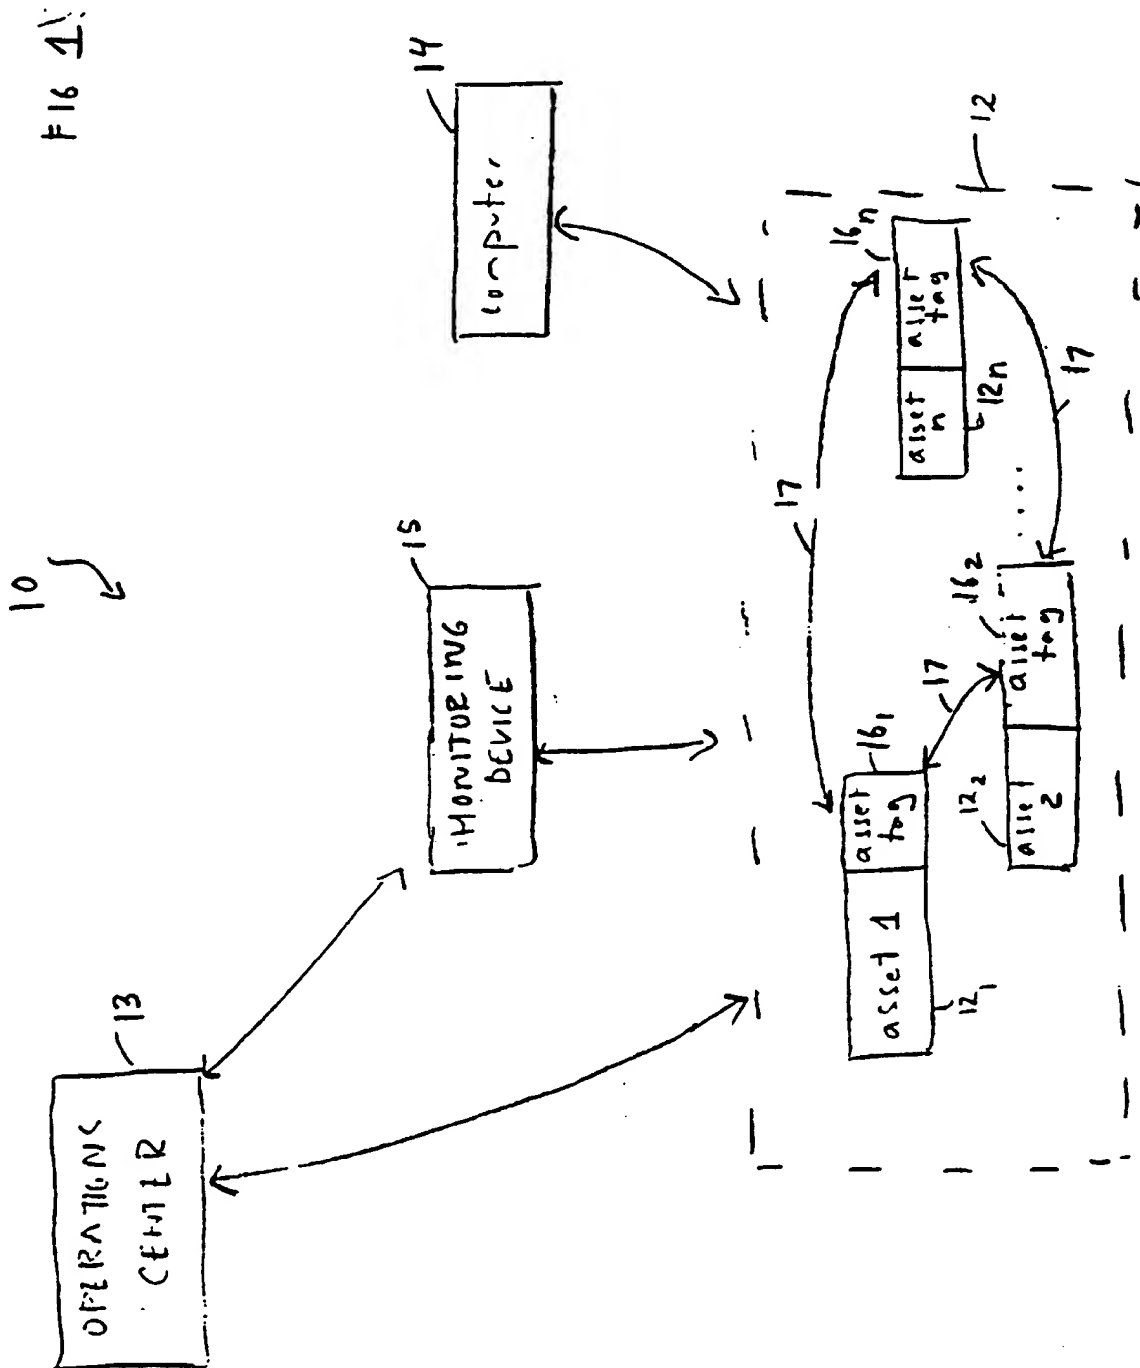 FIG 1
10
OPERATIONS
CENTER
13
MONITORING
DEVICE
15
computer
14
12
17
asset 1
asset
tag
12₁
16₁
17
asset
2
asset
tag
12₂
16₂
.....
asset
n
asset
tag
12n
16n
17